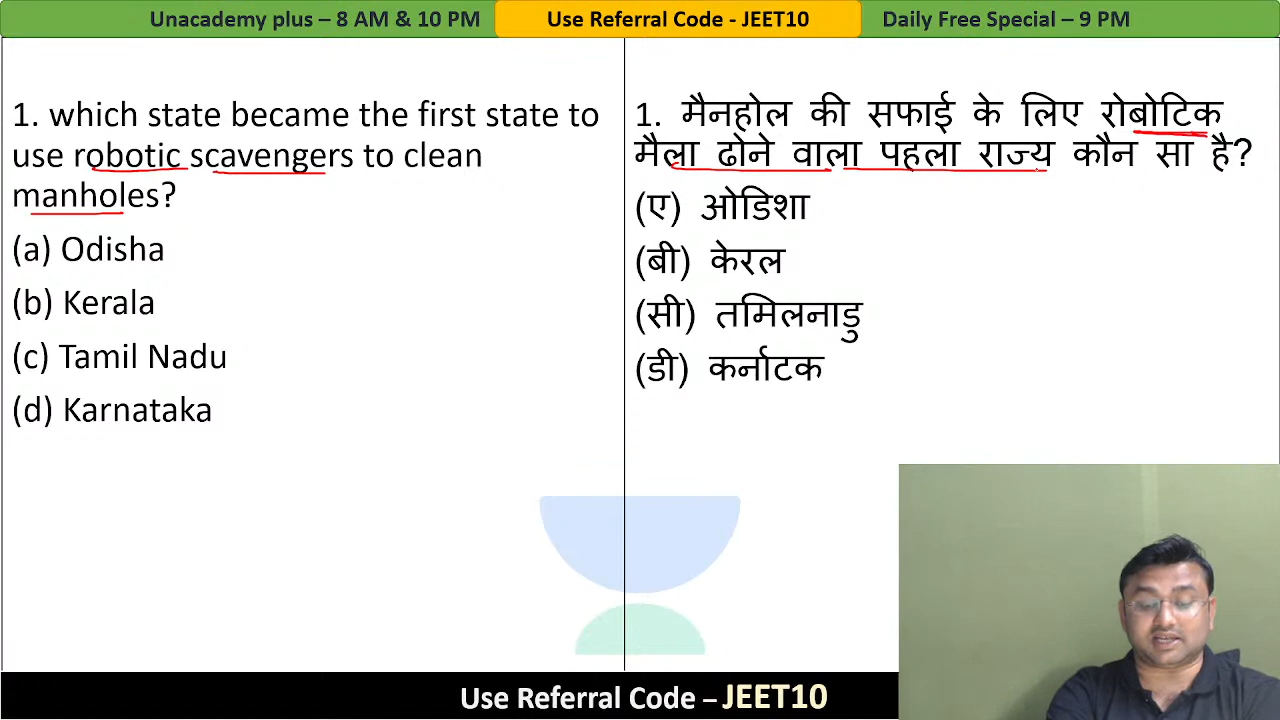 Unacademy plus – 8 AM & 10 PM
Use Referral Code - JEET10
Daily Free Special – 9 PM
1. which state became the first state to
use robotic scavengers to clean
manholes?
(a) Odisha
(b) Kerala
(c) Tamil Nadu
(d) Karnataka
1. मैनहोल की सफाई के लिए रोबोटिक
मैला ढोने वाला पहला राज्य कौन सा है?
(ए) ओडिशा
(बी) केरल
(सी) तमिलनाडु
(डी) कर्नाटक
Use Referral Code – JEET10